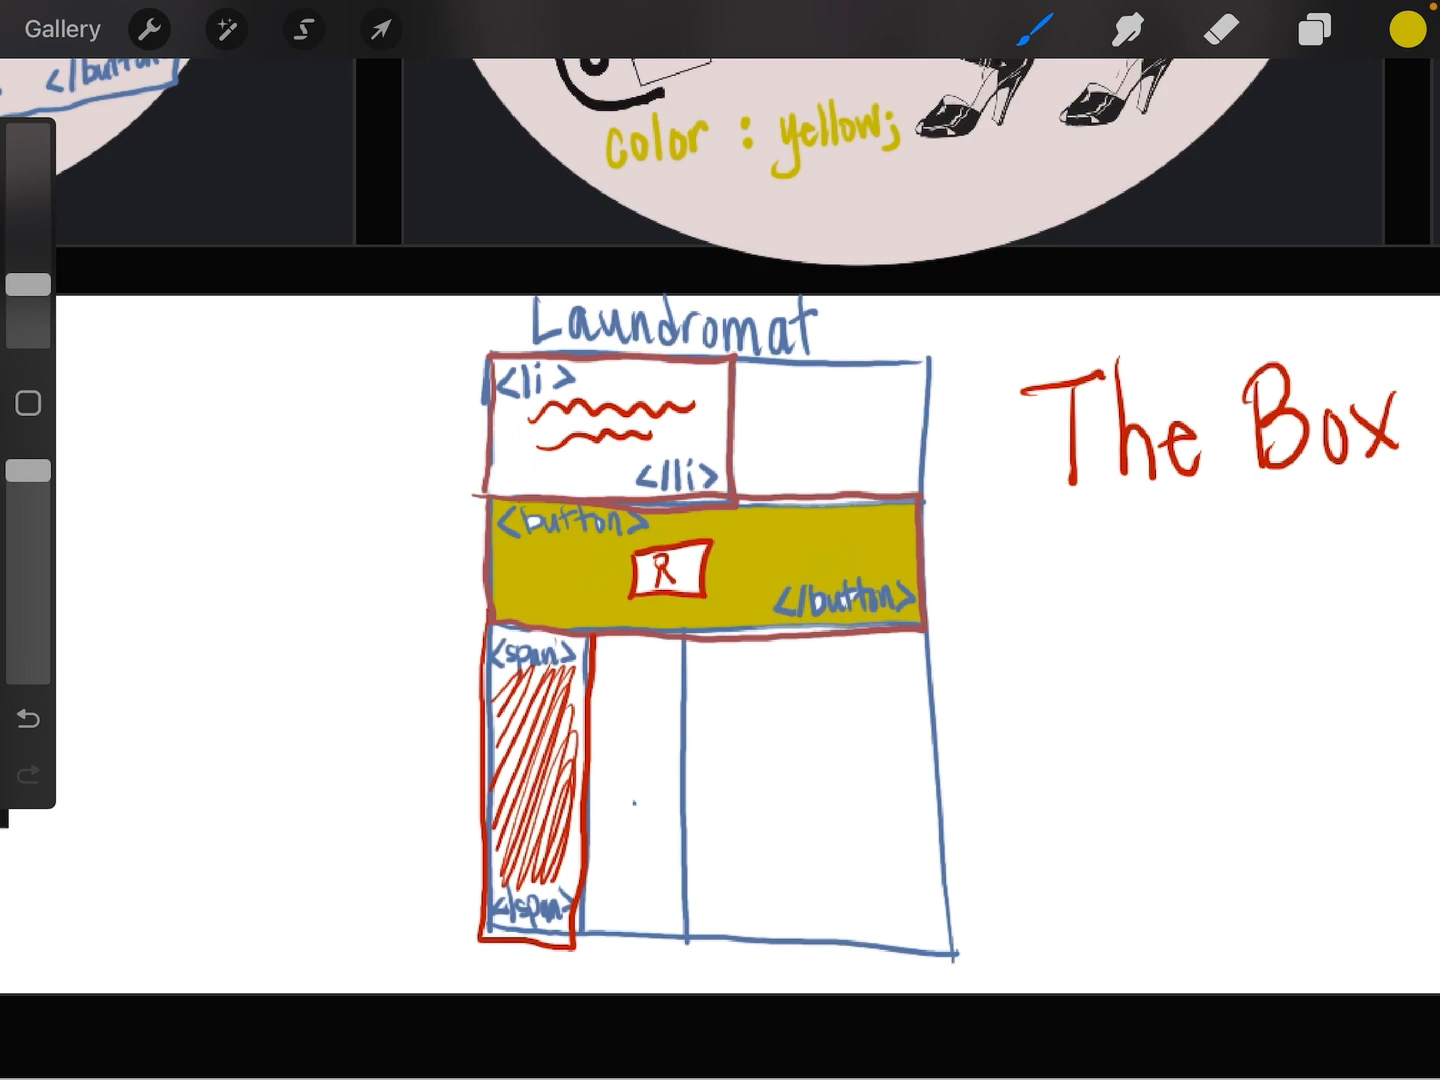 Gallery
</button
color : yellow;
Laundromat
<li>
</li>
The Box
<button>
R
</button>
<span>
</span>